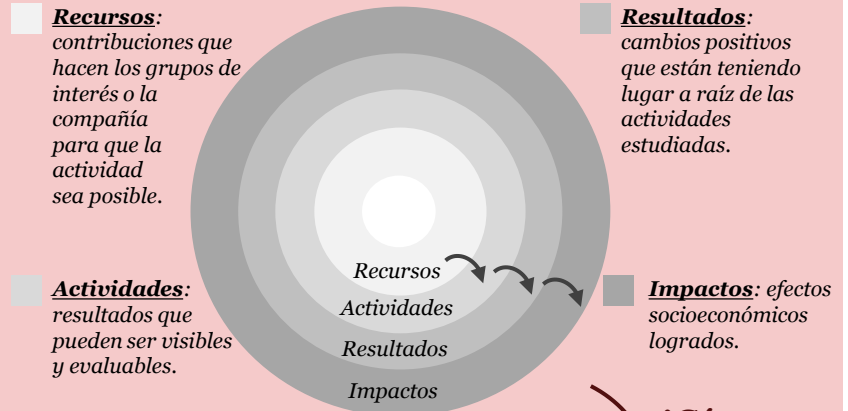 Recursos:
contribuciones que
hacen los grupos de
interés o la
compañía
para que la
actividad
sea posible.
Actividades:
resultados que
pueden ser visibles
y evaluables.
Recursos
Actividades
Resultados
Impactos
Resultados:
cambios positivos
que están teniendo
lugar a raíz de las
actividades
estudiadas.
Impactos: efectos
socioeconómicos
logrados.